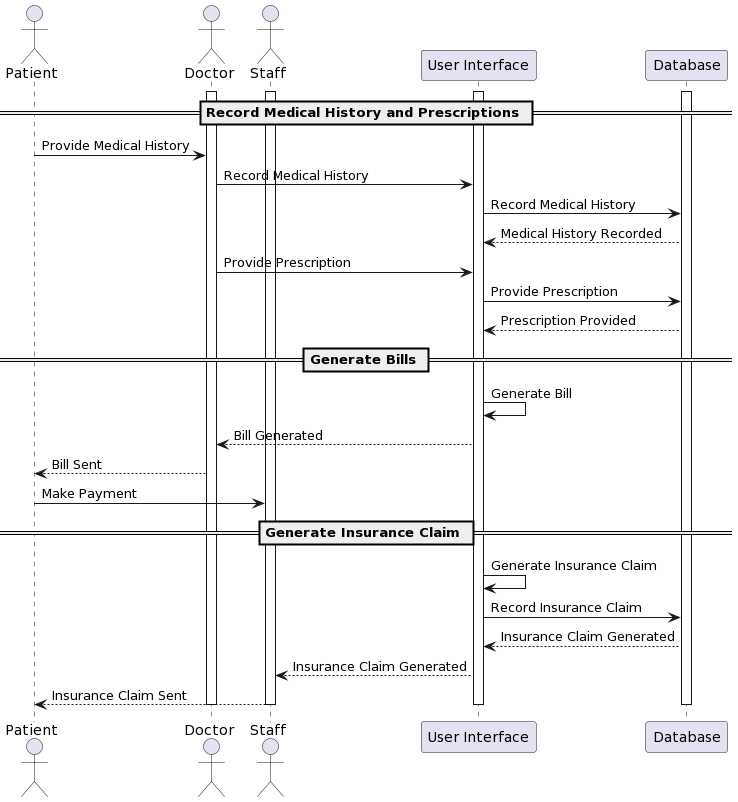 Patient Doctor Staff User Interface Database
Record Medical History and Prescriptions
Provide Medical History
Record Medical History
Record Medical History
Medical History Recorded
Provide Prescription
Provide Prescription
Prescription Provided
Generate Bills
Generate Bill
Bill Generated
Bill Sent
Make Payment
Generate Insurance Claim
Generate Insurance Claim
Record Insurance Claim
Insurance Claim Generated
Insurance Claim Generated
Insurance Claim Sent
Patient Doctor Staff User Interface Database